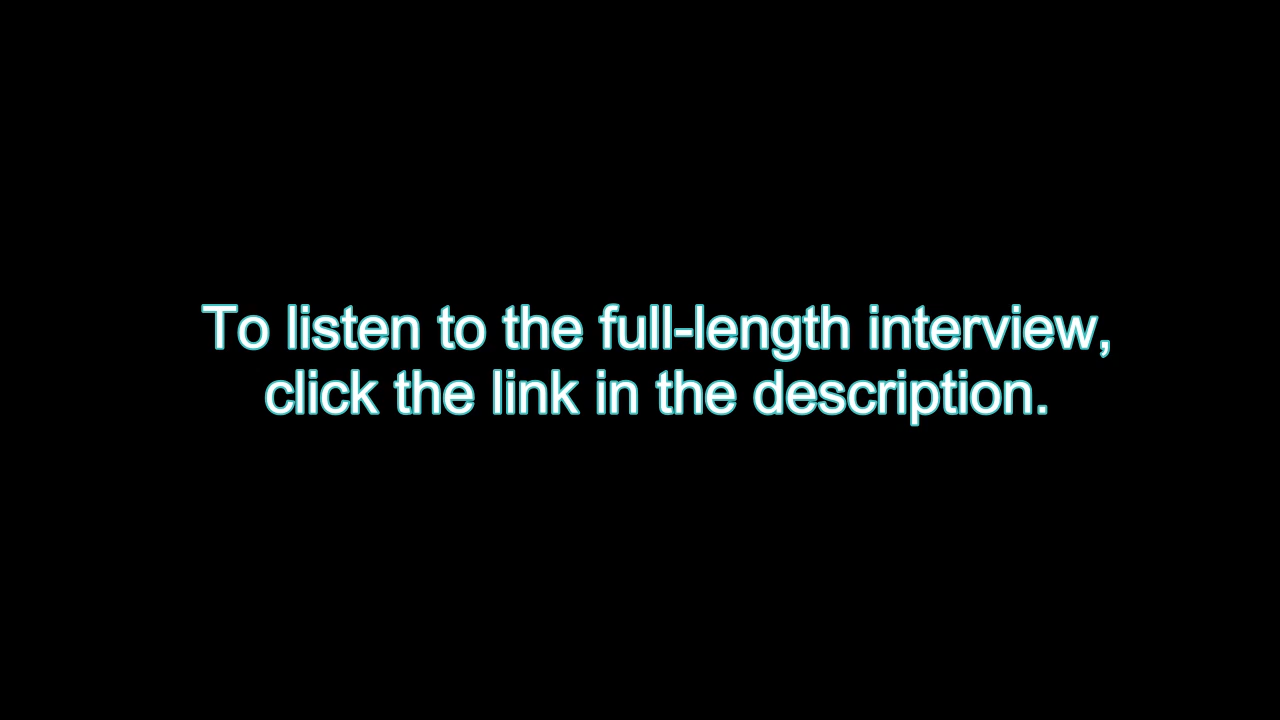 To listen to the full-length interview,
click the link in the description.